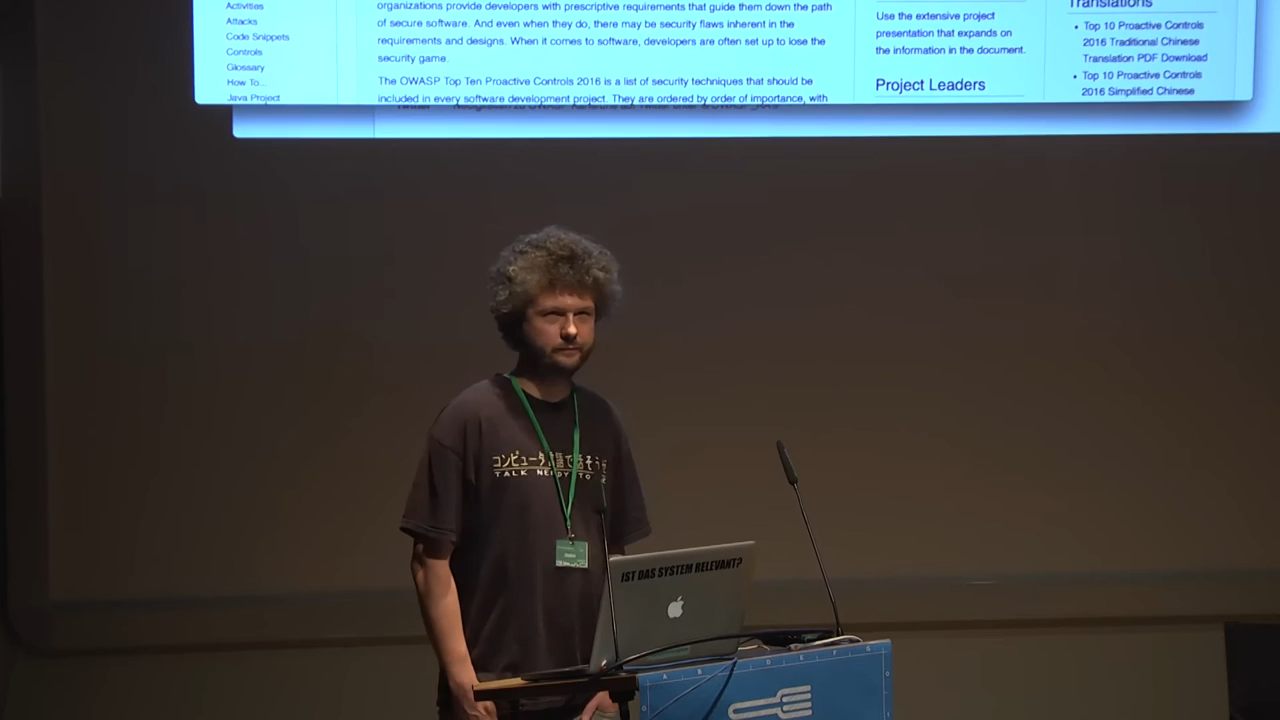 Activities
Attacks
Code Snippets
Controls
Glossary
How To...
Java Project
organizations provide developers with prescriptive requirements that guide them down the path
of secure software. And even when they do, there may be security flaws inherent in the
requirements and designs. When it comes to software, developers are often set up to lose the
security game.
The OWASP Top Ten Proactive Controls 2016 is a list of security techniques that should be
included in every software development project. They are ordered by order of importance, with
Use the extensive project
presentation that expands on
the information in the document.
Project Leaders
Translations
• Top 10 Proactive Controls
2016 Traditional Chinese
Translation PDF Download
• Top 10 Proactive Controls
2016 Simplified Chinese
コンピュータ
TALK
TO
IST DAS SYSTEM RELEVANT?
A B D E F G